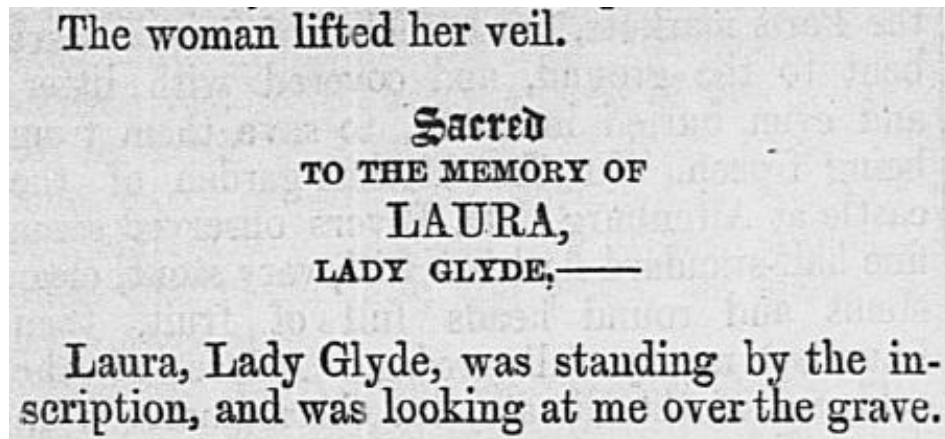 The woman lifted her veil.
Sacred
TO THE MEMORY OF
LAURA,
LADY GLYDE,——
Laura, Lady Glyde, was standing by the in-
scription, and was looking at me over the grave.